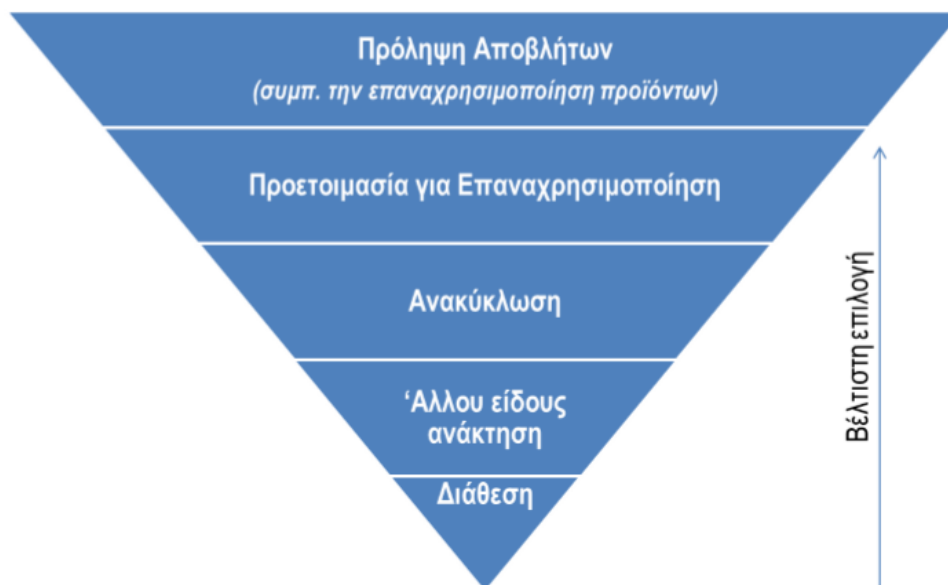 Πρόληψη Αποβλήτων
(συμπ. την επαναχρησιμοποίηση προϊόντων)
Προετοιμασία για Επαναχρησιμοποίηση
Ανακύκλωση
‘Αλλου είδους
ανάκτηση
Διάθεση
Βέλτιστη επιλογή